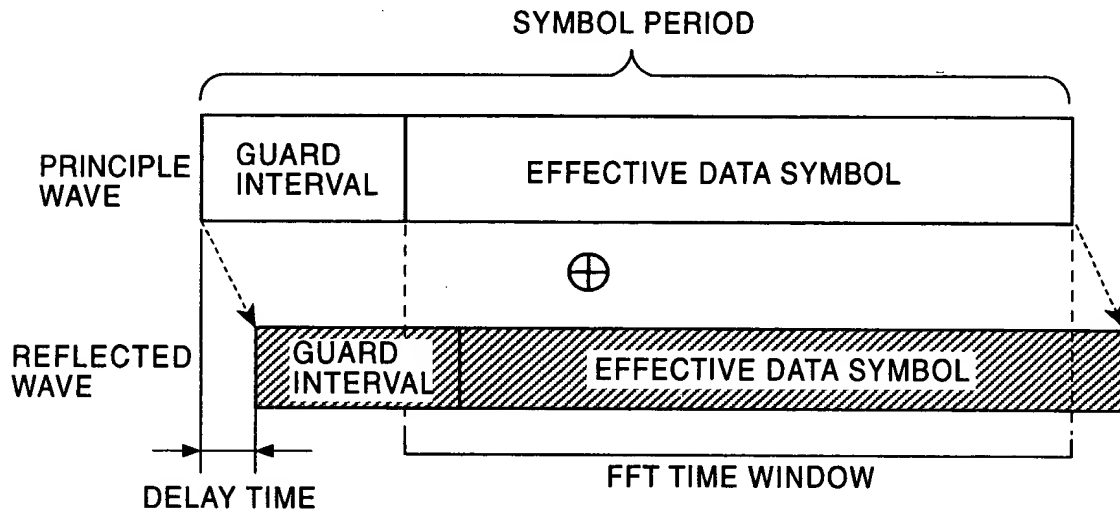 SYMBOL PERIOD
PRINCIPLE
WAVE
GUARD
INTERVAL
EFFECTIVE DATA SYMBOL
REFLECTED
WAVE
GUARD
INTERVAL
EFFECTIVE DATA SYMBOL
DELAY TIME
FFT TIME WINDOW